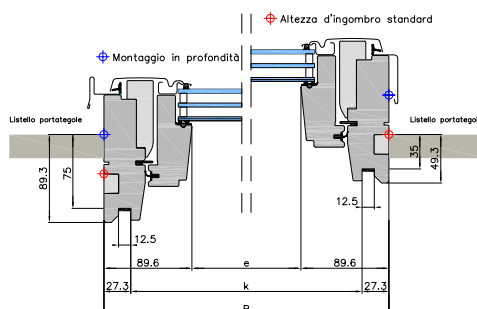 Altezza d'ingombro standard
Montaggio in profondità
Listello portategole
Listello portategol
89.3
75
35
49.3
12.5
12.5
89.6
e
89.6
27.3
k
27.3